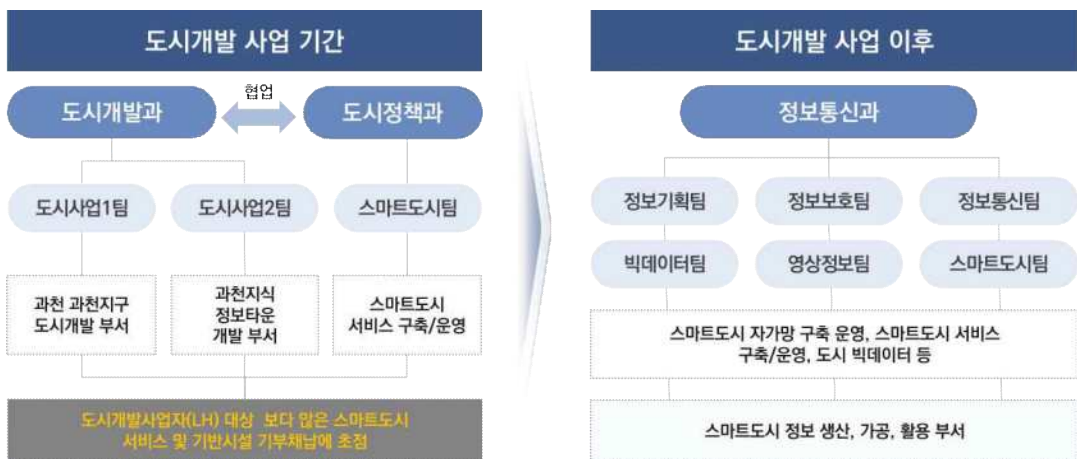 도시개발 사업 기간
도시개발과
협업
도시정책과
도시사업1팀
도시사업2팀
스마트도시팀
과천 과천지구
도시개발 부서
과천지식
정보타운
개발 부서
스마트도시
서비스 구축/운영
도시개발사업자(LH) 대상 보다 많은 스마트도시
서비스 및 기반시설 기부채납에 초점
도시개발 사업 이후
정보통신과
정보기획팀
정보보호팀
정보통신팀
빅데이터팀
영상정보팀
스마트도시팀
스마트도시 자가망 구축 운영, 스마트도시 서비스
구축/운영, 도시 빅데이터 등
스마트도시 정보 생산, 가공, 활용 부서